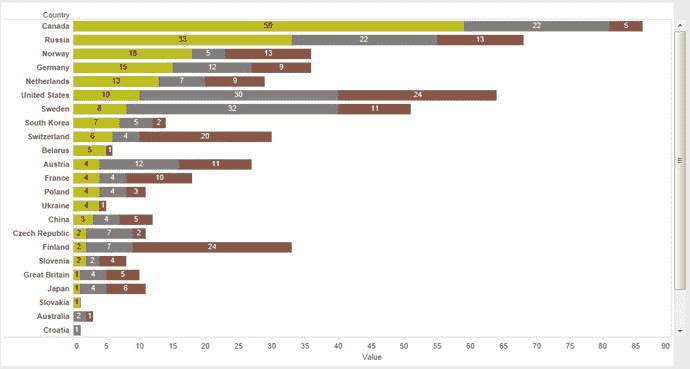 Country
Canada 59 22 5
Russia 33 22 13
Norway 18 5 13
Germany 15 12 9
Netherlands 13 7 9
United States 10 30 24
Sweden 8 32 11
South Korea 7 5 2
Switzerland 6 4 20
Belarus 5 1
Austria 4 12 11
France 4 4 10
Poland 4 4 3
Ukraine 4 1
China 3 4 5
Czech Republic 2 7 2
Finland 2 7 24
Slovenia 2 2 4
Great Britain 1 4 5
Japan 1 4 6
Slovakia 1
Australia 2 1
Croatia 1
0 5 10 15 20 25 30 35 40 45 50 55 60 65 70 75 80 85 90
Value